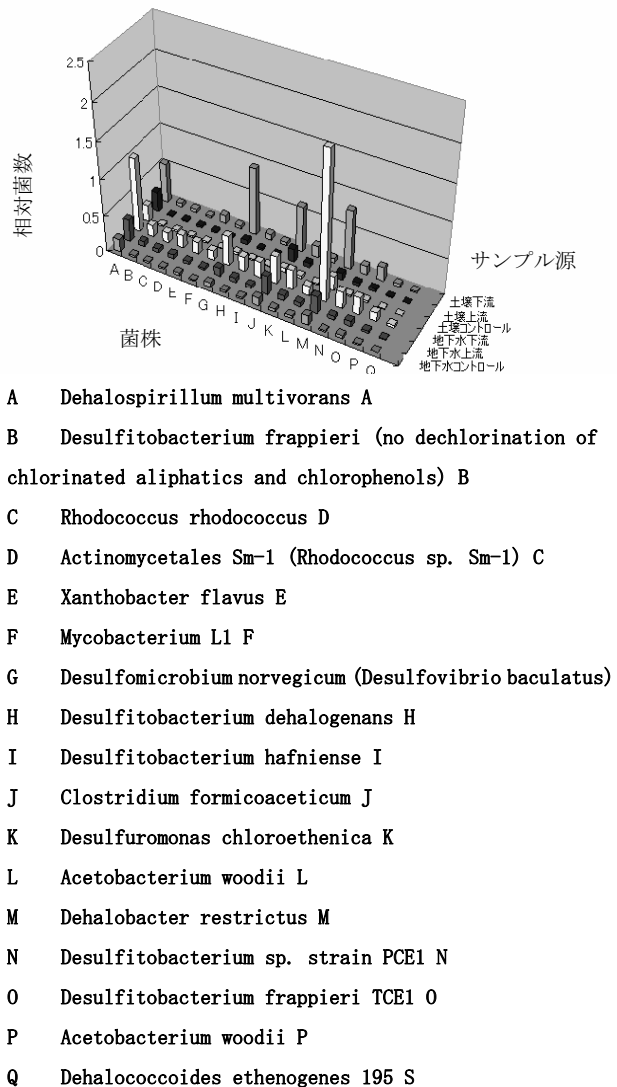 2.5
2
1.5
1
0.5
0
相対菌数
A B C D E F G H I J K L M N O P Q
菌株
サンプル源
土壌下流
土壌上流
土壌コントロール
地下水下流
地下水上流
地下水コントロール
A Dehalospirillum multivorans A
B Desulfitobacterium frappieri (no dechlorination of
chlorinated aliphatics and chlorophenols) B
C Rhodococcus rhodococcus D
D Actinomycetales Sm-1 (Rhodococcus sp. Sm-1) C
E Xanthobacter flavus E
F Mycobacterium L1 F
G Desulfomicrobium norvegicum (Desulfovibrio baculatus)
H Desulfitobacterium dehalogenans H
I Desulfitobacterium hafniense I
J Clostridium formicoaceticum J
K Desulfuromonas chloroethenica K
L Acetobacterium woodii L
M Dehalobacter restrictus M
N Desulfitobacterium sp. strain PCE1 N
O Desulfitobacterium frappieri TCE1 O
P Acetobacterium woodii P
Q Dehalococcoides ethenogenes 195 S